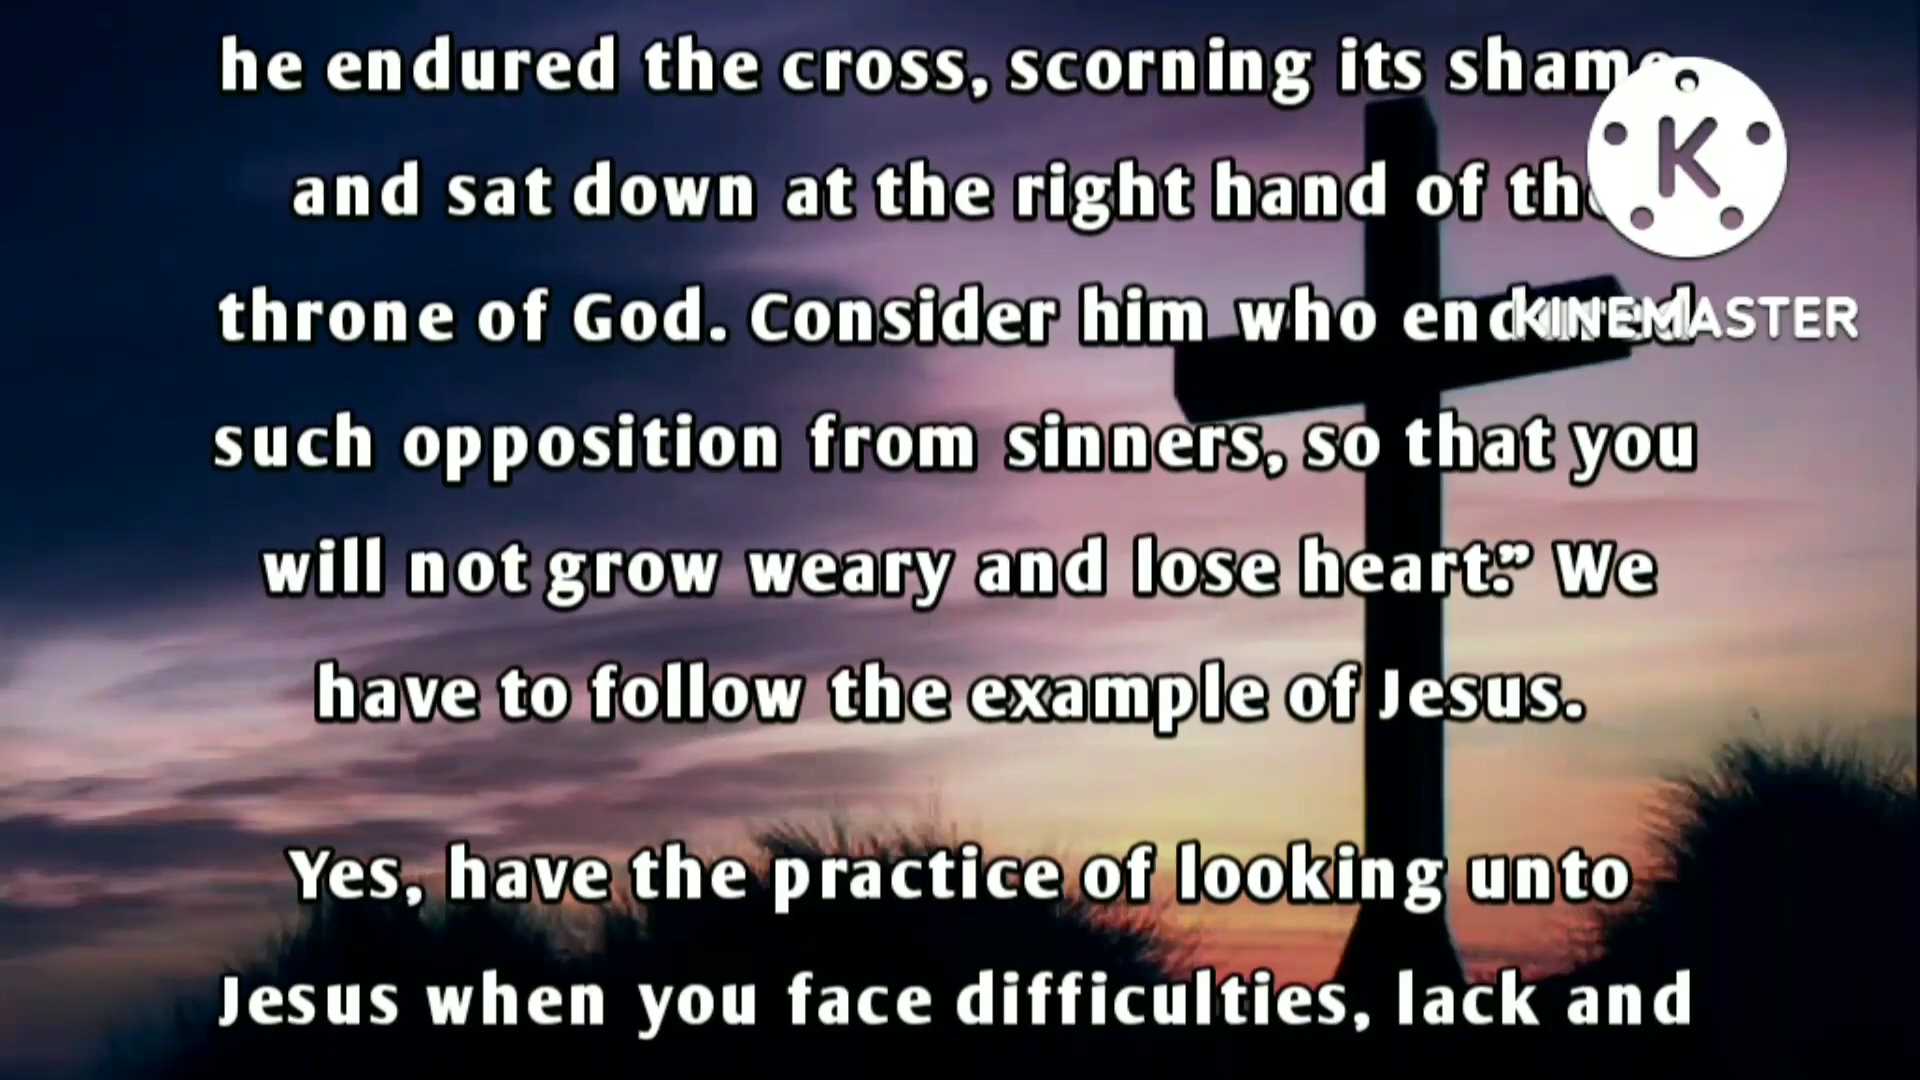 he endured the cross, scorning its shame
and sat down at the right hand of the
throne of God. Consider him who endured
such opposition from sinners, so that you
will not grow weary and lose heart.” We
have to follow the example of Jesus.
Yes, have the practice of looking unto
Jesus when you face difficulties, lack and
K
KINEMASTER